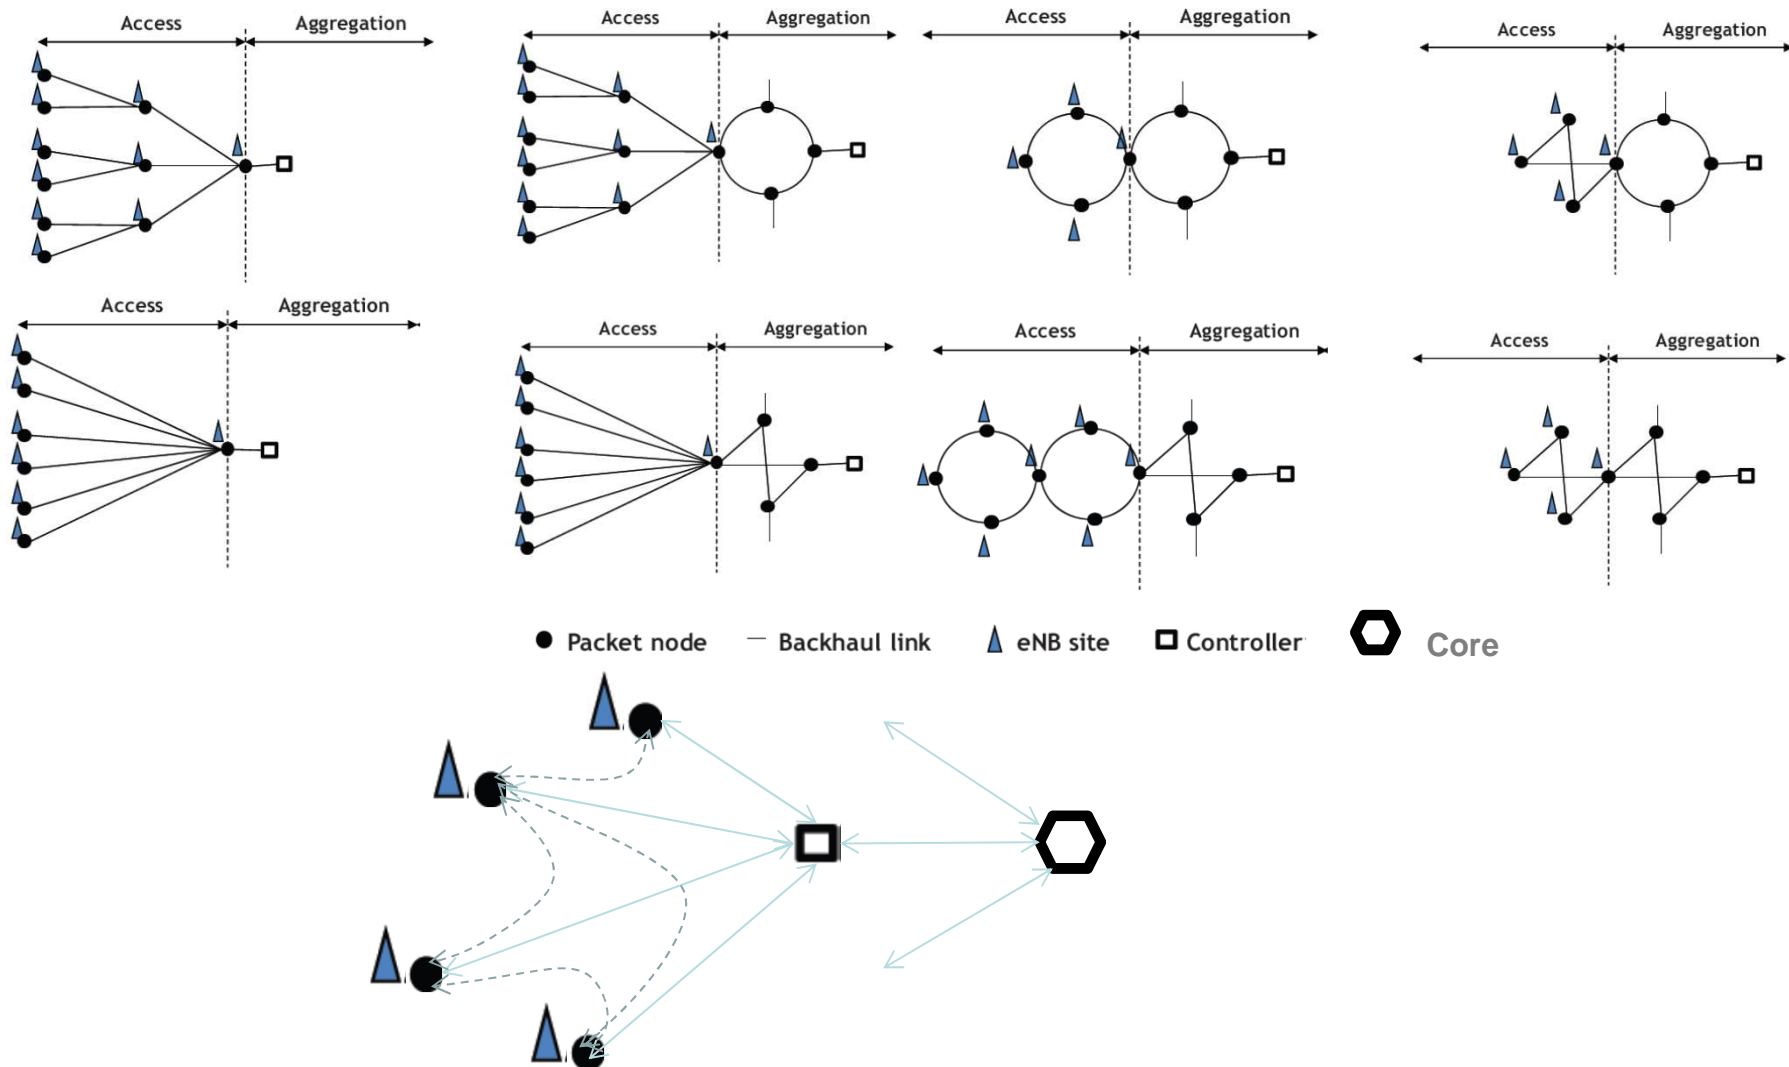 Access Aggregation
Access Aggregation
Access Aggregation
Access Aggregation
Access Aggregation
Access Aggregation
Access Aggregation
Access Aggregation
Packet node
Backhaul link
eNB site
Controller
Core